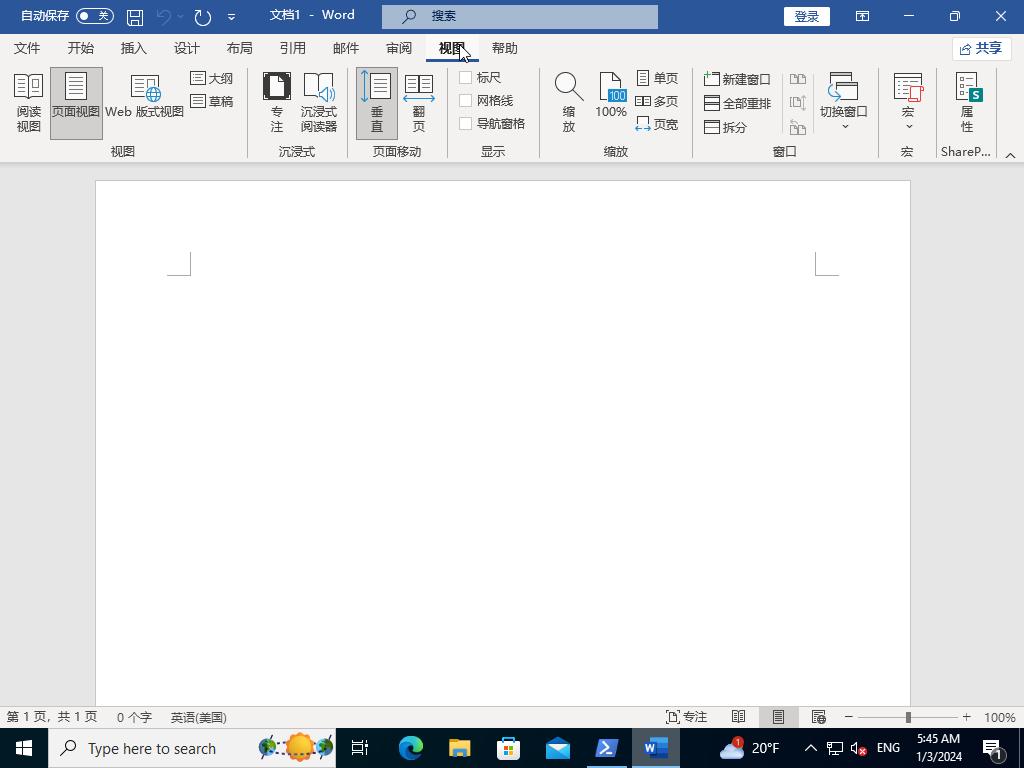 自动保存 关 文档1 - Word 搜索 登录
文件 开始 插入 设计 布局 引用 邮件 审阅 视图 帮助 共享
阅读视图 页面视图 Web 版式视图 大纲 草稿
视图
专注 沉浸式阅读器
沉浸式
垂直 翻页
页面移动
标尺
网格线
导航窗格
显示
缩放 100% 单页 多页 页宽
缩放
新建窗口
全部重排
拆分
切换窗口
窗口
宏
宏
属性
ShareP...
第 1 页，共 1 页 0 个字 英语(美国) 专注 100%
Type here to search 20°F ENG 5:45 AM
1/3/2024